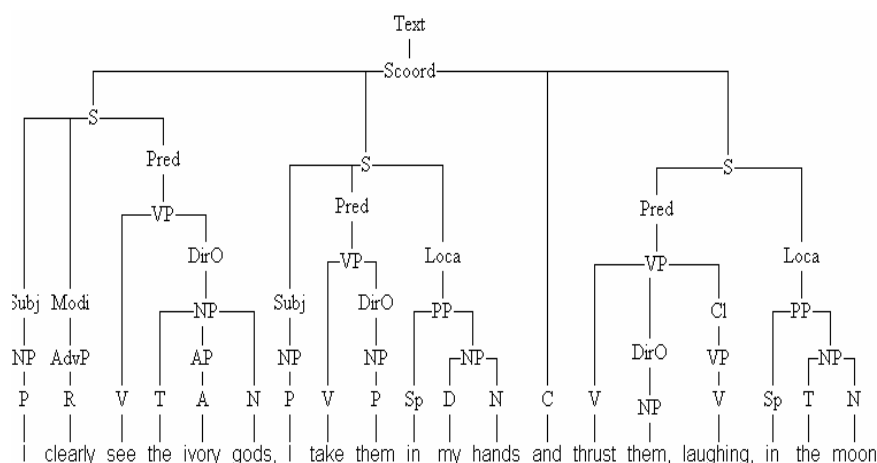 Text
Scoord
S
Pred S S
VP Pred Pred
DirO VP Loca VP Loca
Subj Modi NP Subj DirO PP Cl PP
NP AdvP AP NP NP NP DirO VP NP
P R V T A N P V P Sp D N C V NP V Sp T N
I clearly see the ivory gods, I take them in my hands and thrust them, laughing, in the moon